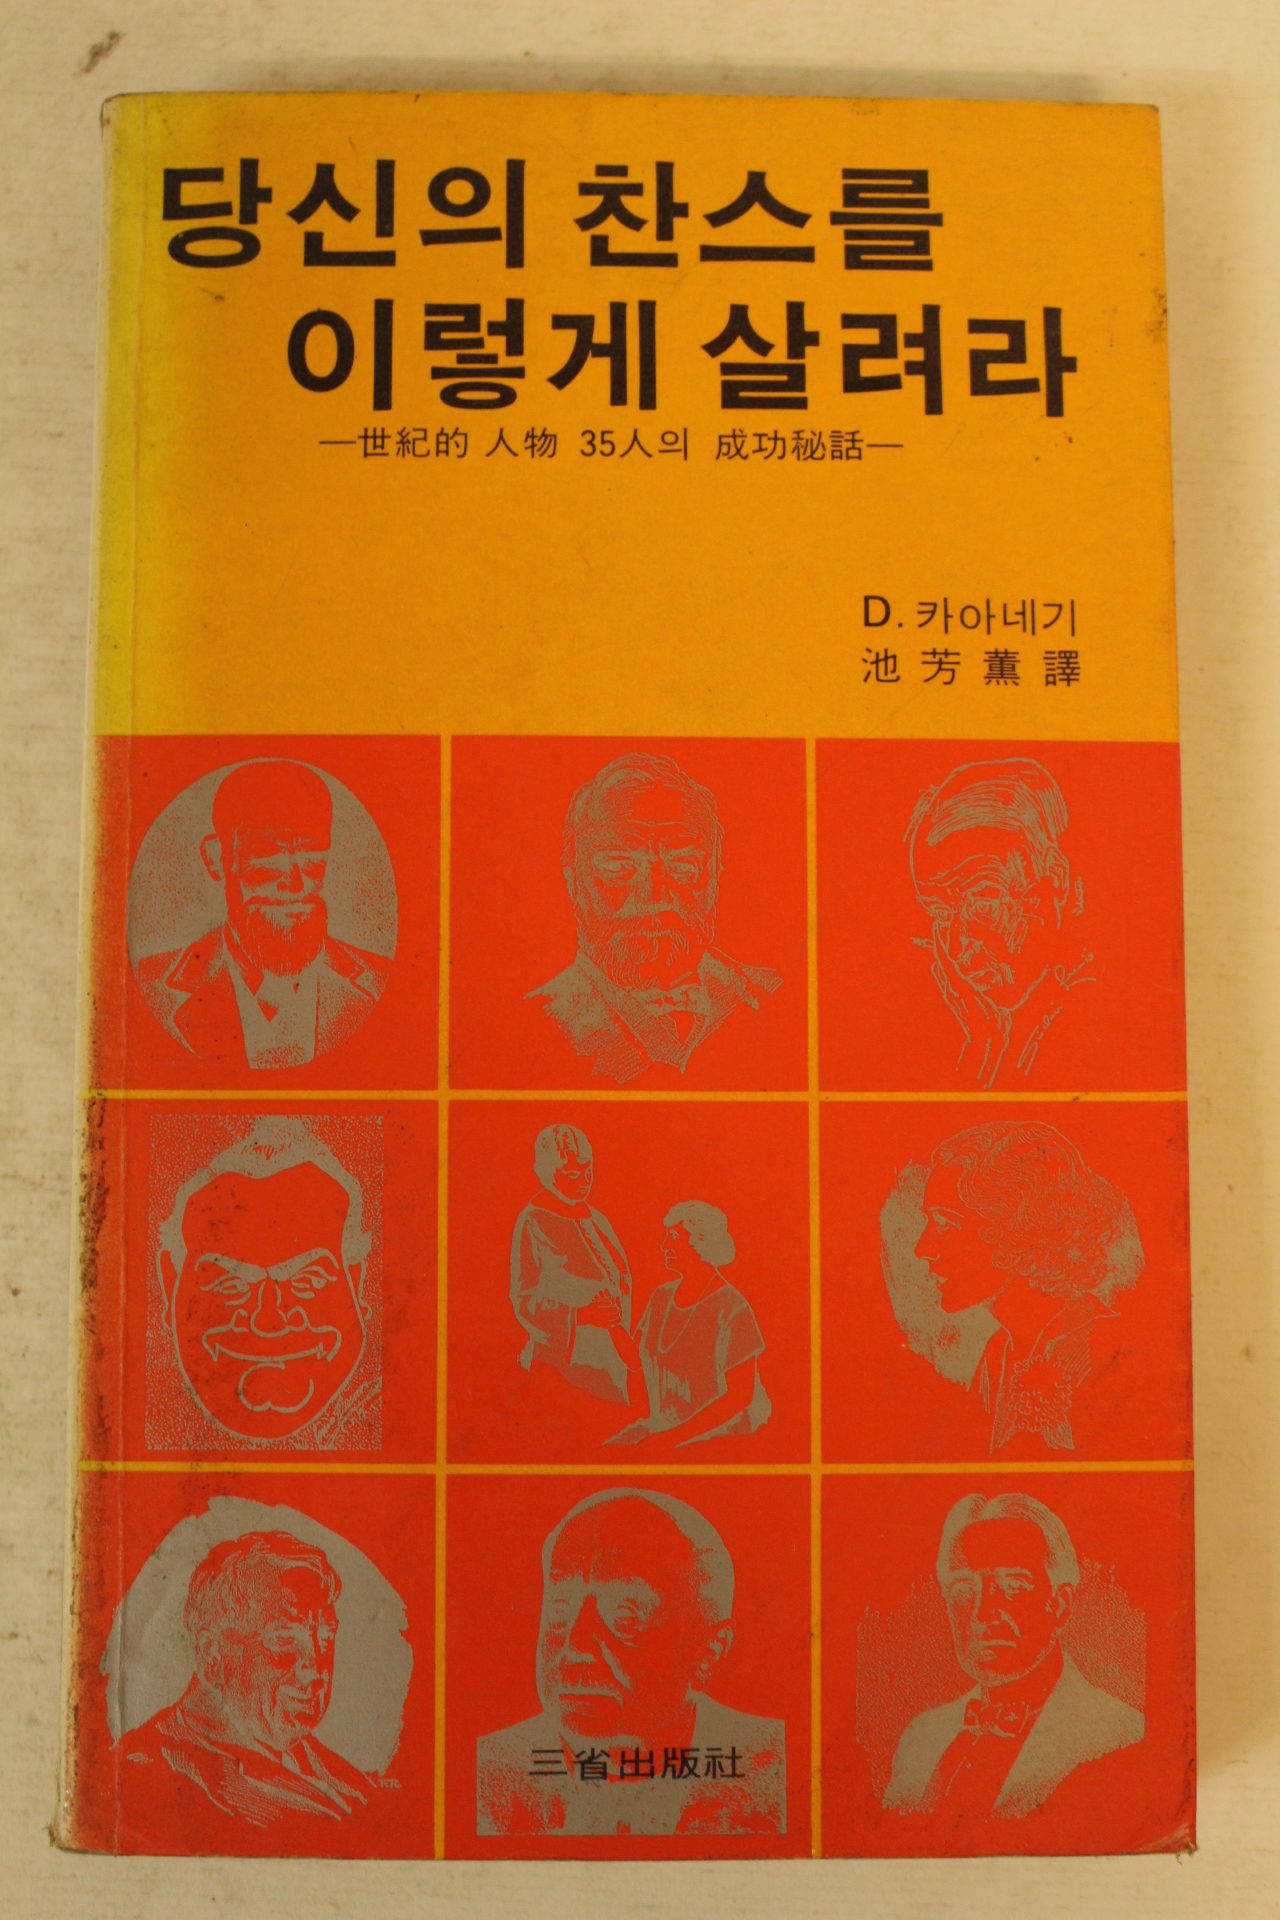 당신의 찬스를
이렇게 살려라
—世紀的 人物 35人의 成功秘話—
D. 카아네기
池芳薰 譯
三省出版社